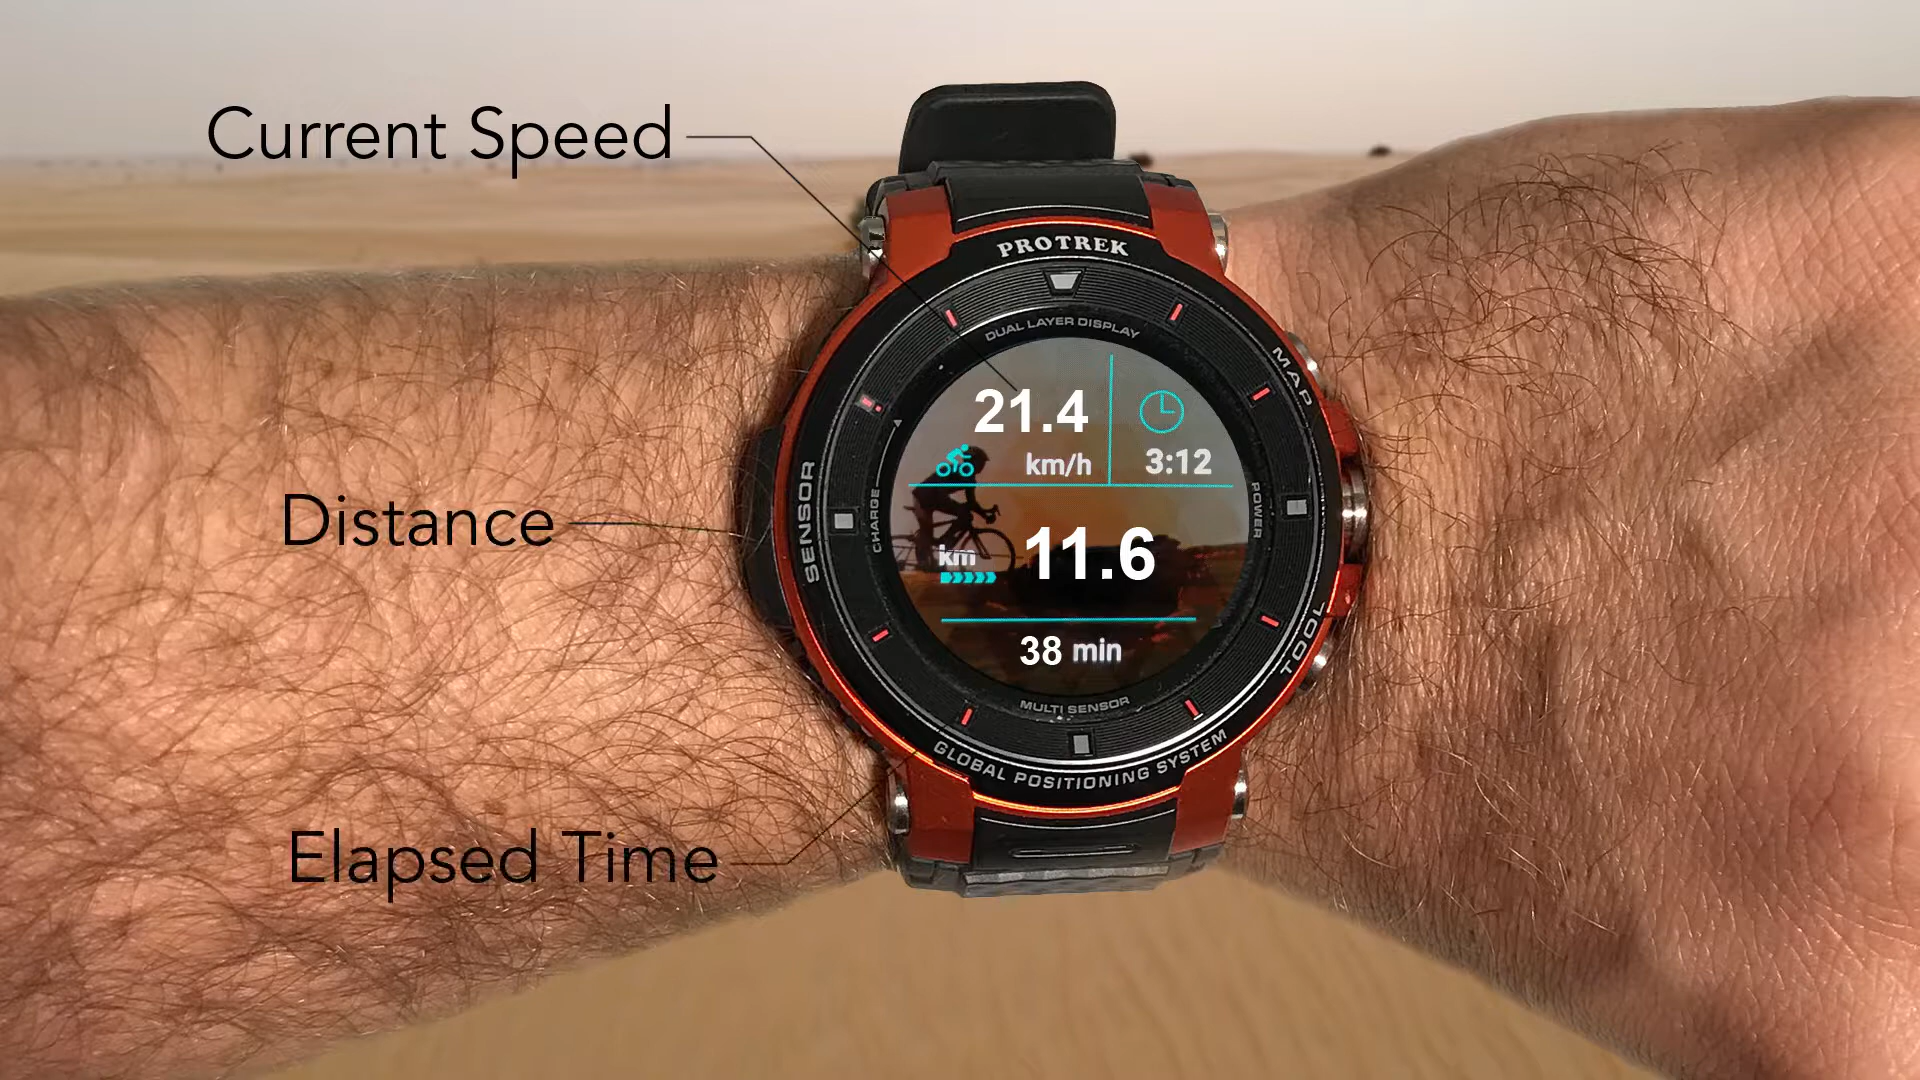 Current Speed
PROTREK
DUAL LAYER DISPLAY
MAP
21.4
km/h
3:12
SENSOR
CHARGE
POWER
Distance
km
11.6
38 min
TOOL
MULTI SENSOR
GLOBAL POSITIONING SYSTEM
Elapsed Time